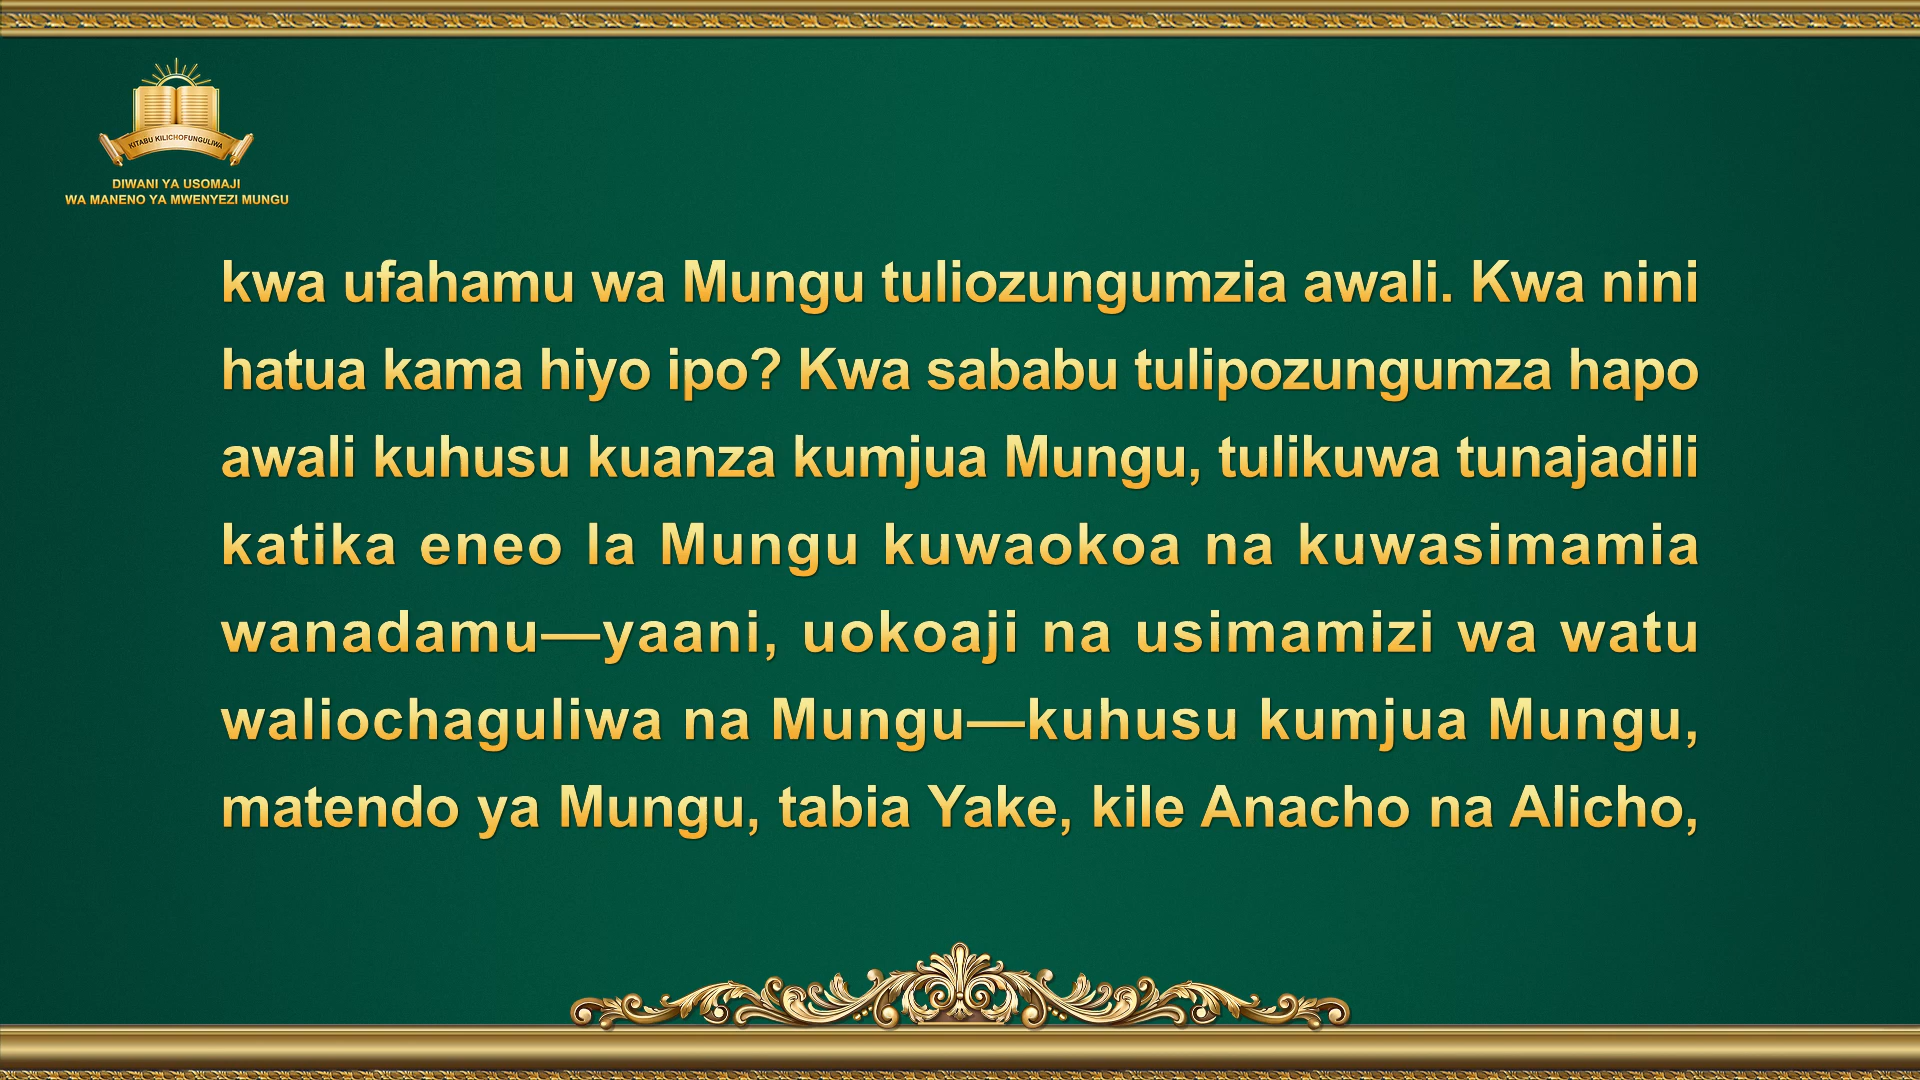 KITABU KILICHOFUNGULIWA
DIWANI YA USOMAJI
WA MANENO YA MWENYEZI MUNGU
kwa ufahamu wa Mungu tuliozungumzia awali. Kwa nini
hatua kama hiyo ipo? Kwa sababu tulipozungumza hapo
awali kuhusu kuanza kumjua Mungu, tulikuwa tunajadili
katika eneo la Mungu kuwaokoa na kuwasimamia
wanadamu—yaani, uokoaji na usimamizi wa watu
waliochaguliwa na Mungu—kuhusu kumjua Mungu,
matendo ya Mungu, tabia Yake, kile Anacho na Alicho,